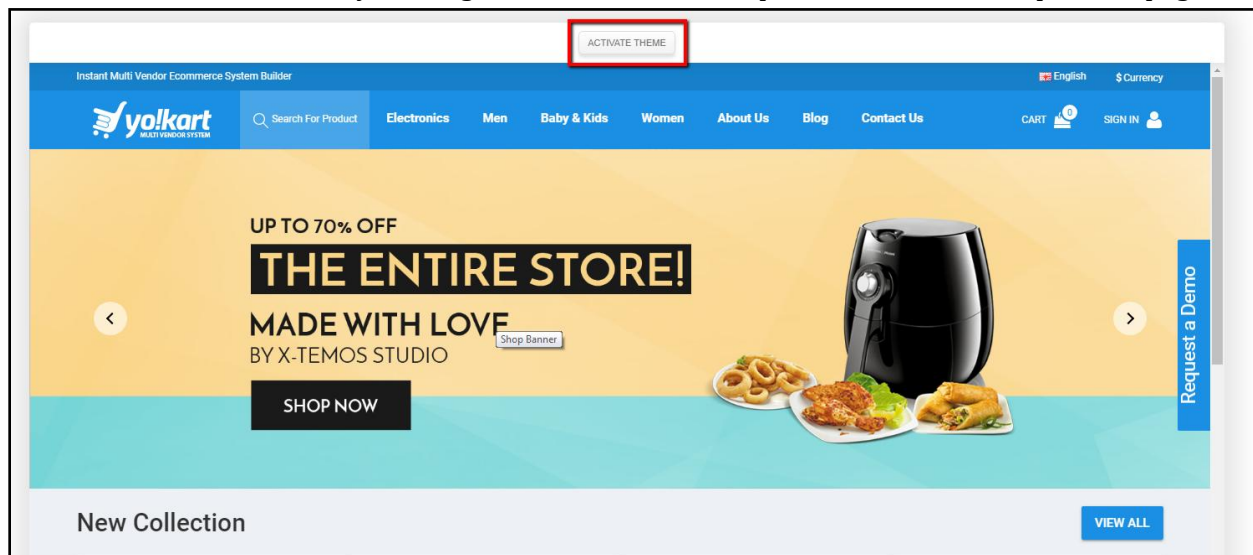 ACTIVATE THEME
Instant Multi Vendor Ecommerce System Builder English $ Currency
yo!kart
MULTI VENDOR SYSTEM
Search For Product Electronics Men Baby & Kids Women About Us Blog Contact Us CART 0 SIGN IN
UP TO 70% OFF
THE ENTIRE STORE!
MADE WITH LOVE
Shop Banner
BY X-TEMOS STUDIO
SHOP NOW
Request a Demo
New Collection VIEW ALL